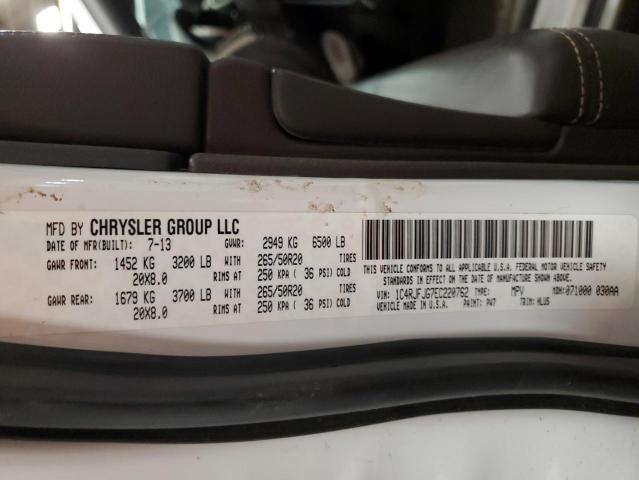 MFD BY CHRYSLER GROUP LLC
DATE OF MFR(BUILT): 7-13 GVWR: 2949 KG 6500 LB
GAWR FRONT: 1452 KG 3200 LB WITH 265/50R20 TIRES
20X8.0 RIMS AT 250 KPA ( 36 PSI) COLD
GAWR REAR: 1679 KG 3700 LB WITH 265/50R20 TIRES
20X8.0 RIMS AT 250 KPA ( 36 PSI) COLD
THIS VEHICLE CONFORMS TO ALL APPLICABLE U.S.A. FEDERAL MOTOR VEHICLE SAFETY
STANDARDS IN EFFECT ON THE DATE OF MANUFACTURE SHOWN ABOVE.
VIN: 1C4RJFJG7EC220762 TYPE: MPV MDH: 071000 030AA
VEHICLE MADE IN U.S.A. PAINT: PW7 TRIM: HLU5